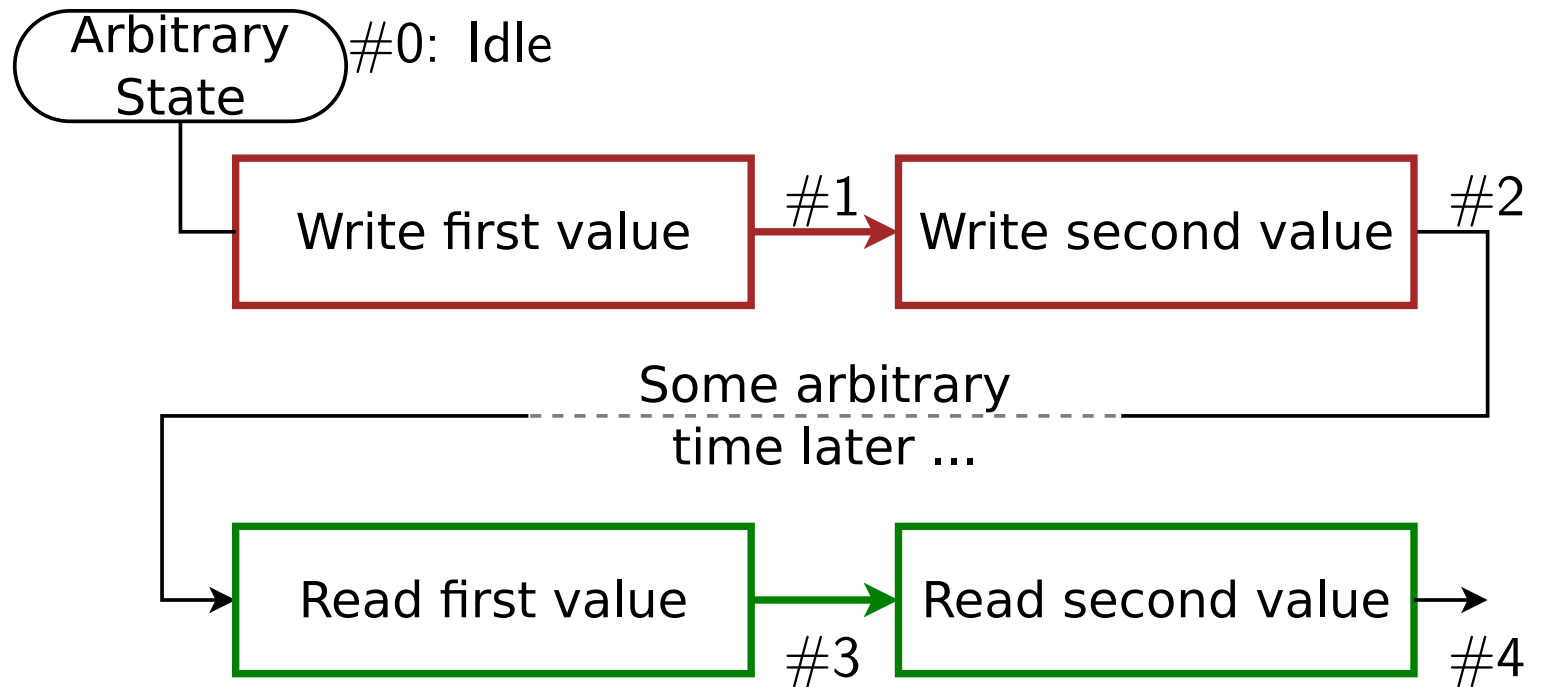 Arbitrary
State
#0: Idle
Write first value
#1
Write second value
#2
Some arbitrary
time later ...
Read first value
#3
Read second value
#4